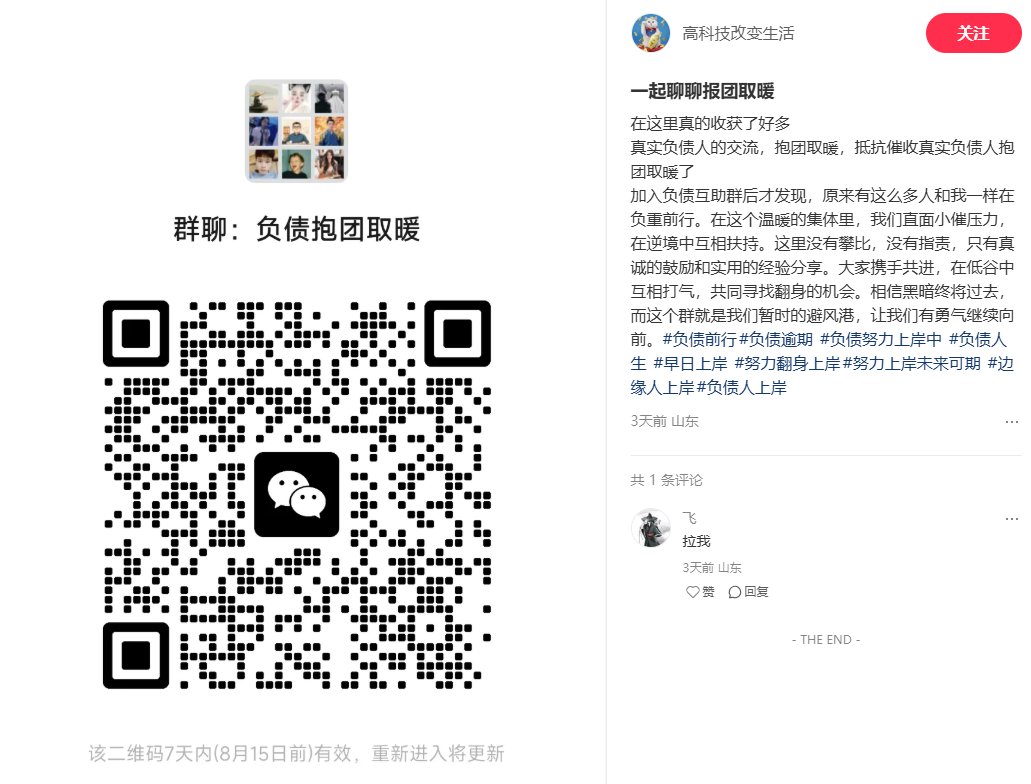 群聊：负债抱团取暖
该二维码7天内(8月15日前)有效，重新进入将更新
高科技改变生活
关注
一起聊聊报团取暖
在这里真的收获了好多
真实负债人的交流，抱团取暖，抵抗催收真实负债人抱
团取暖了
加入负债互助群后才发现，原来有这么多人和我一样在
负重前行。在这个温暖的集体里，我们直面小催压力，
在逆境中互相扶持。这里没有攀比，没有指责，只有真
诚的鼓励和实用的经验分享。大家携手共进，在低谷中
互相打气，共同寻找翻身的机会。相信黑暗终将过去，
而这个群就是我们暂时的避风港，让我们有勇气继续向
前。#负债前行#负债逾期 #负债努力上岸中 #负债人
生 #早日上岸 #努力翻身上岸#努力上岸未来可期 #边
缘人上岸#负债人上岸
3天前 山东
共 1 条评论
飞
拉我
3天前 山东
赞 回复
- THE END -